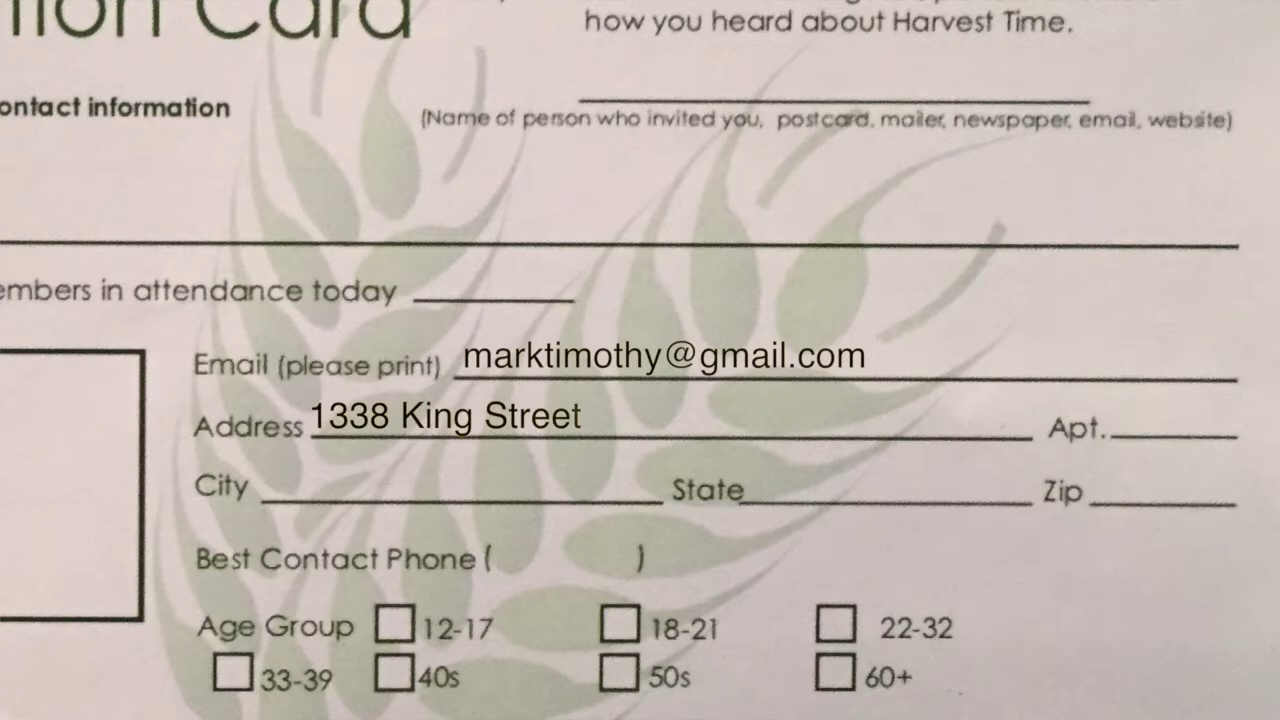 Card
how you heard about Harvest Time.
ontact information
(Name of person who invited you, postcard, mailer, newspaper, email, website)
embers in attendance today
Email (please print) marktimothy@gmail.com
Address 1338 King Street Apt.
City State Zip
Best Contact Phone ( )
Age Group 12-17 18-21 22-32
33-39 40s 50s 60+